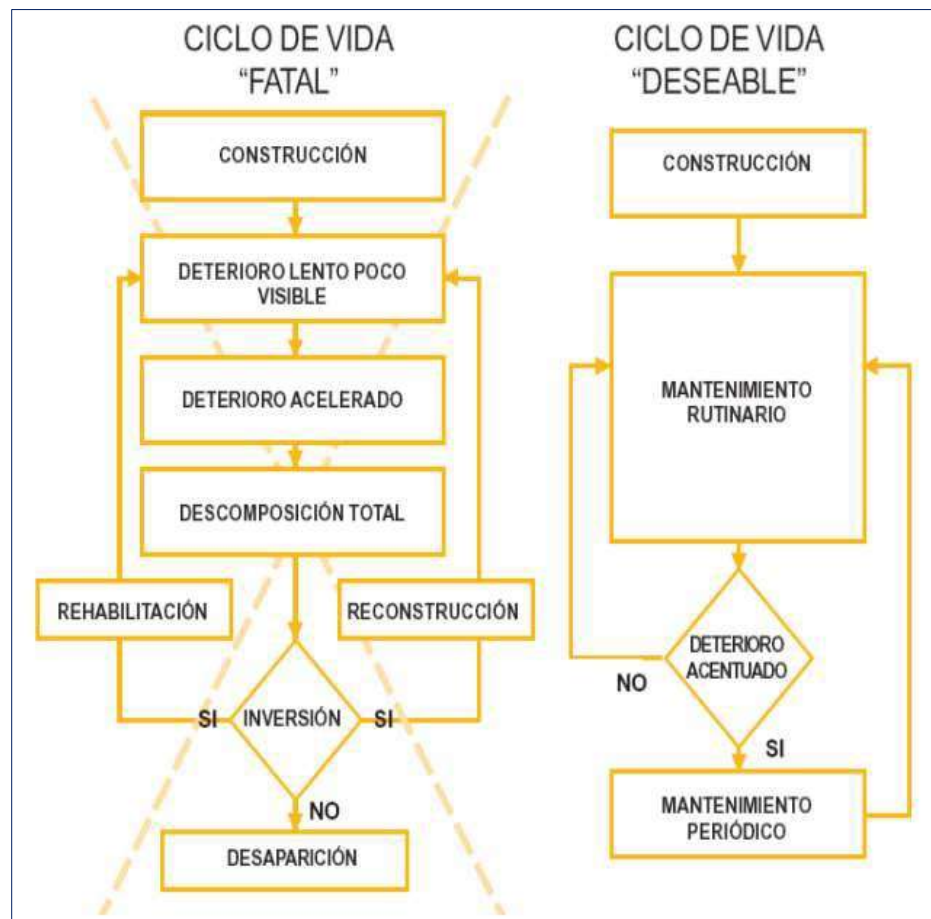 CICLO DE VIDA
“FATAL”
CONSTRUCCIÓN
DETERIORO LENTO POCO
VISIBLE
DETERIORO ACELERADO
DESCOMPOSICIÓN TOTAL
REHABILITACIÓN
RECONSTRUCCIÓN
SI
INVERSIÓN
SI
NO
DESAPARICIÓN
CICLO DE VIDA
“DESEABLE”
CONSTRUCCIÓN
MANTENIMIENTO
RUTINARIO
DETERIORO
ACENTUADO
NO
SI
MANTENIMIENTO
PERIÓDICO